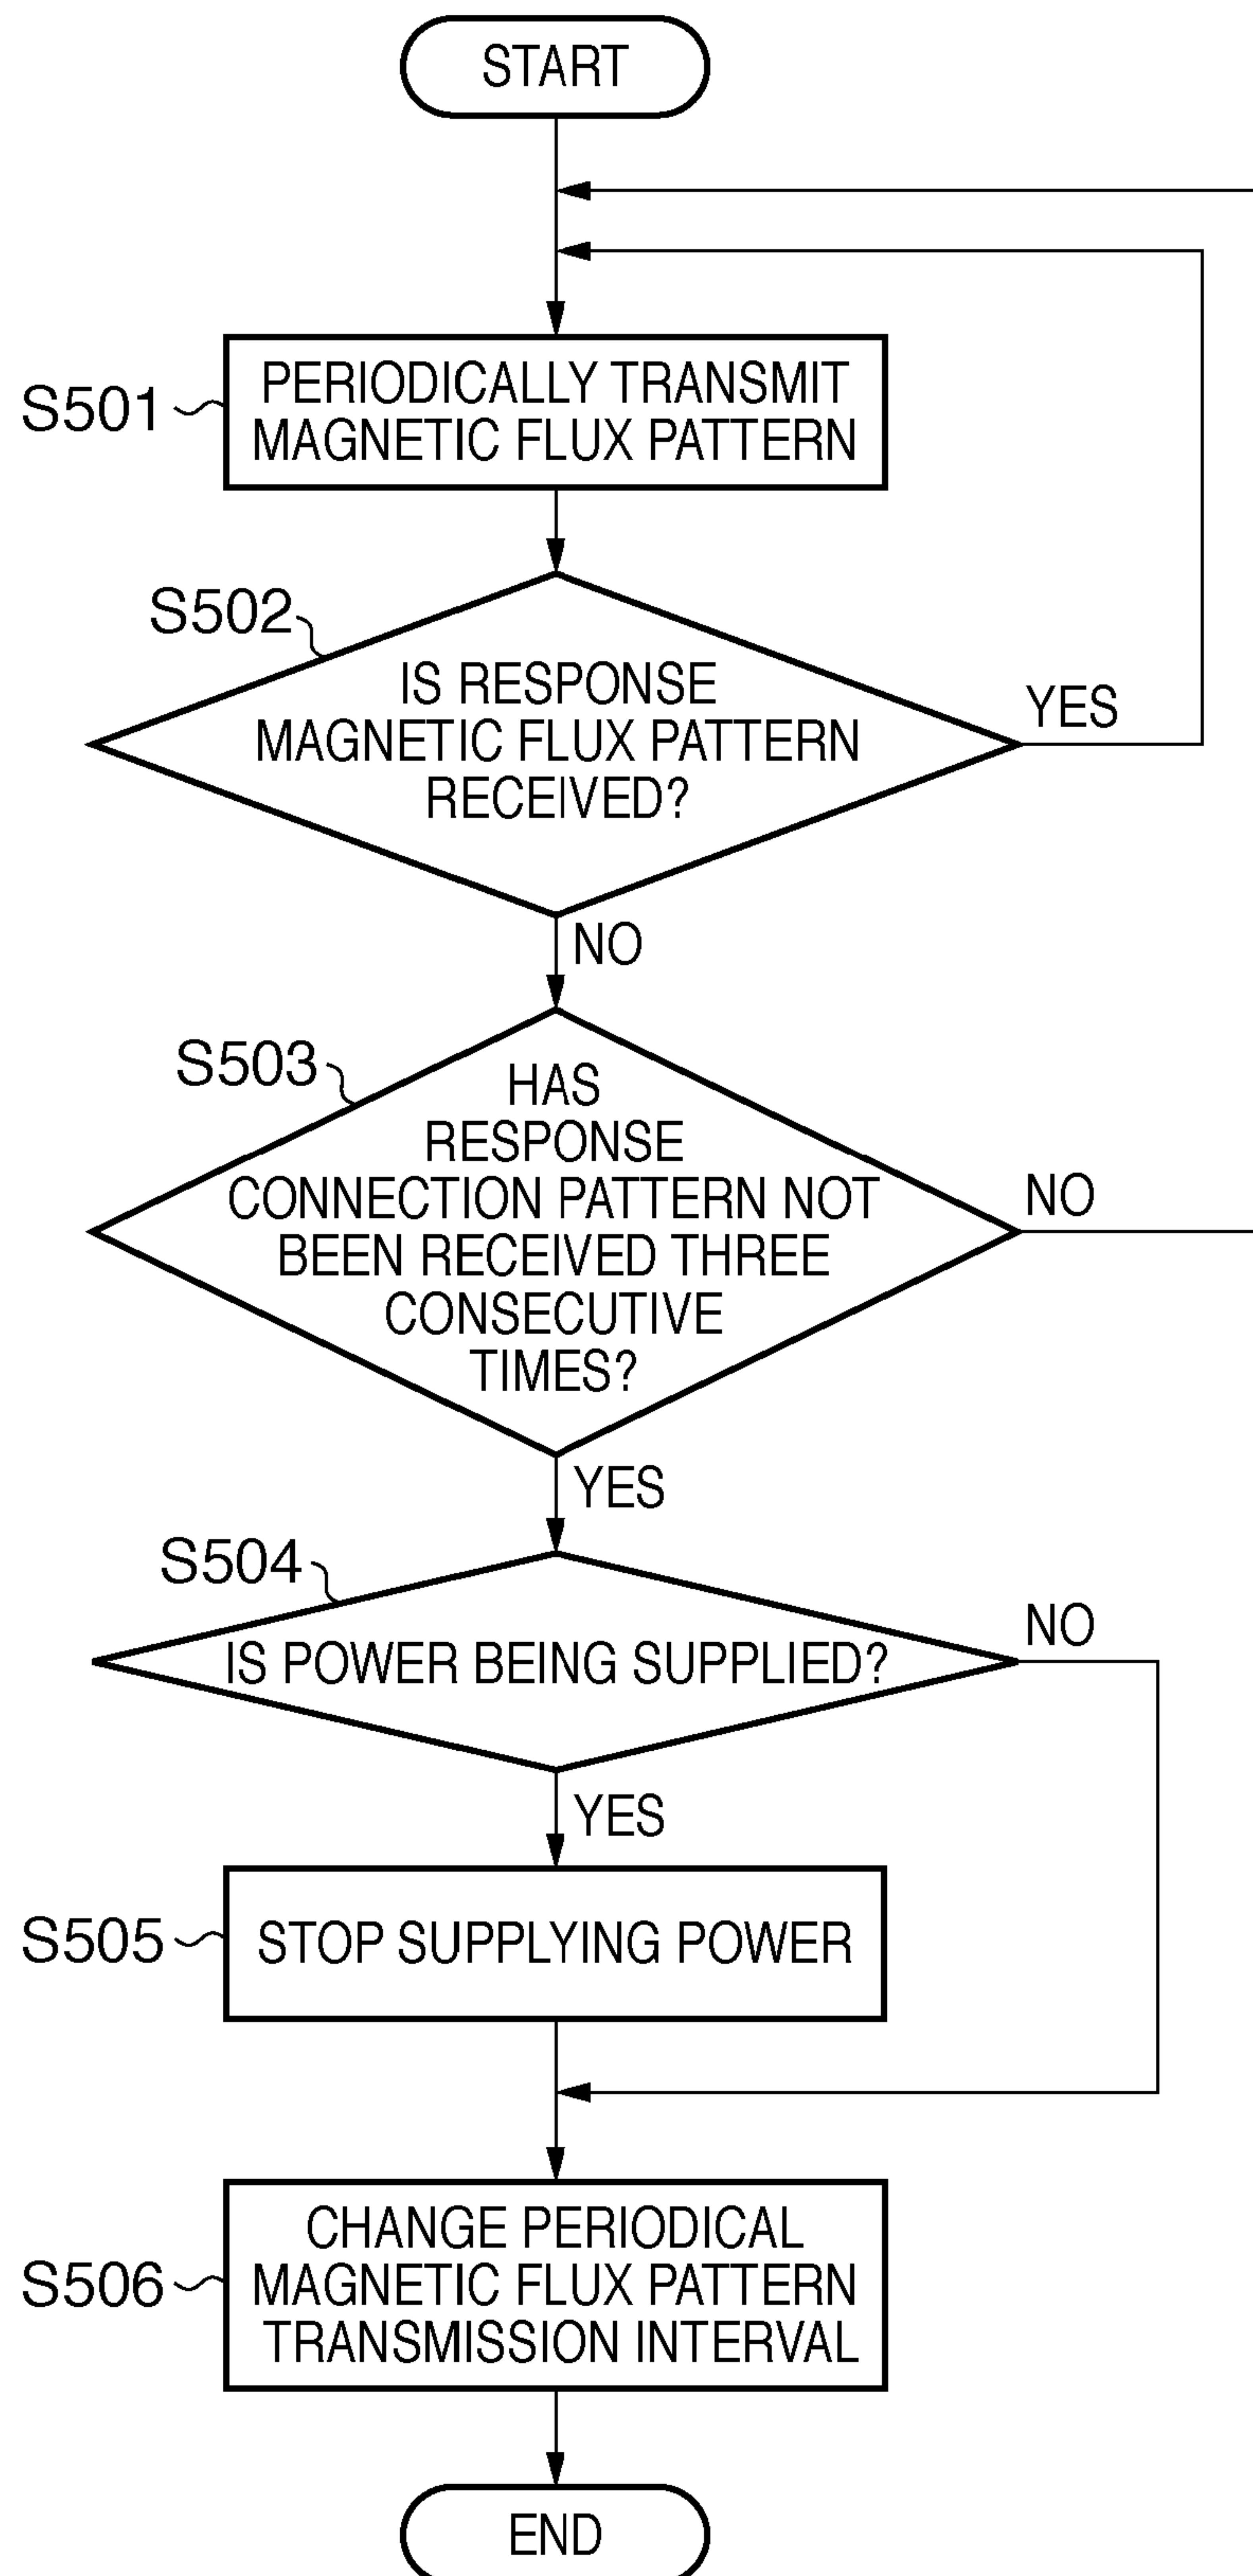 START
S501
PERIODICALLY TRANSMIT
MAGNETIC FLUX PATTERN
S502
IS RESPONSE
MAGNETIC FLUX PATTERN
RECEIVED?
YES
NO
S503
HAS
RESPONSE
CONNECTION PATTERN NOT
BEEN RECEIVED THREE
CONSECUTIVE
TIMES?
NO
YES
S504
IS POWER BEING SUPPLIED?
NO
YES
S505
STOP SUPPLYING POWER
S506
CHANGE PERIODICAL
MAGNETIC FLUX PATTERN
TRANSMISSION INTERVAL
END